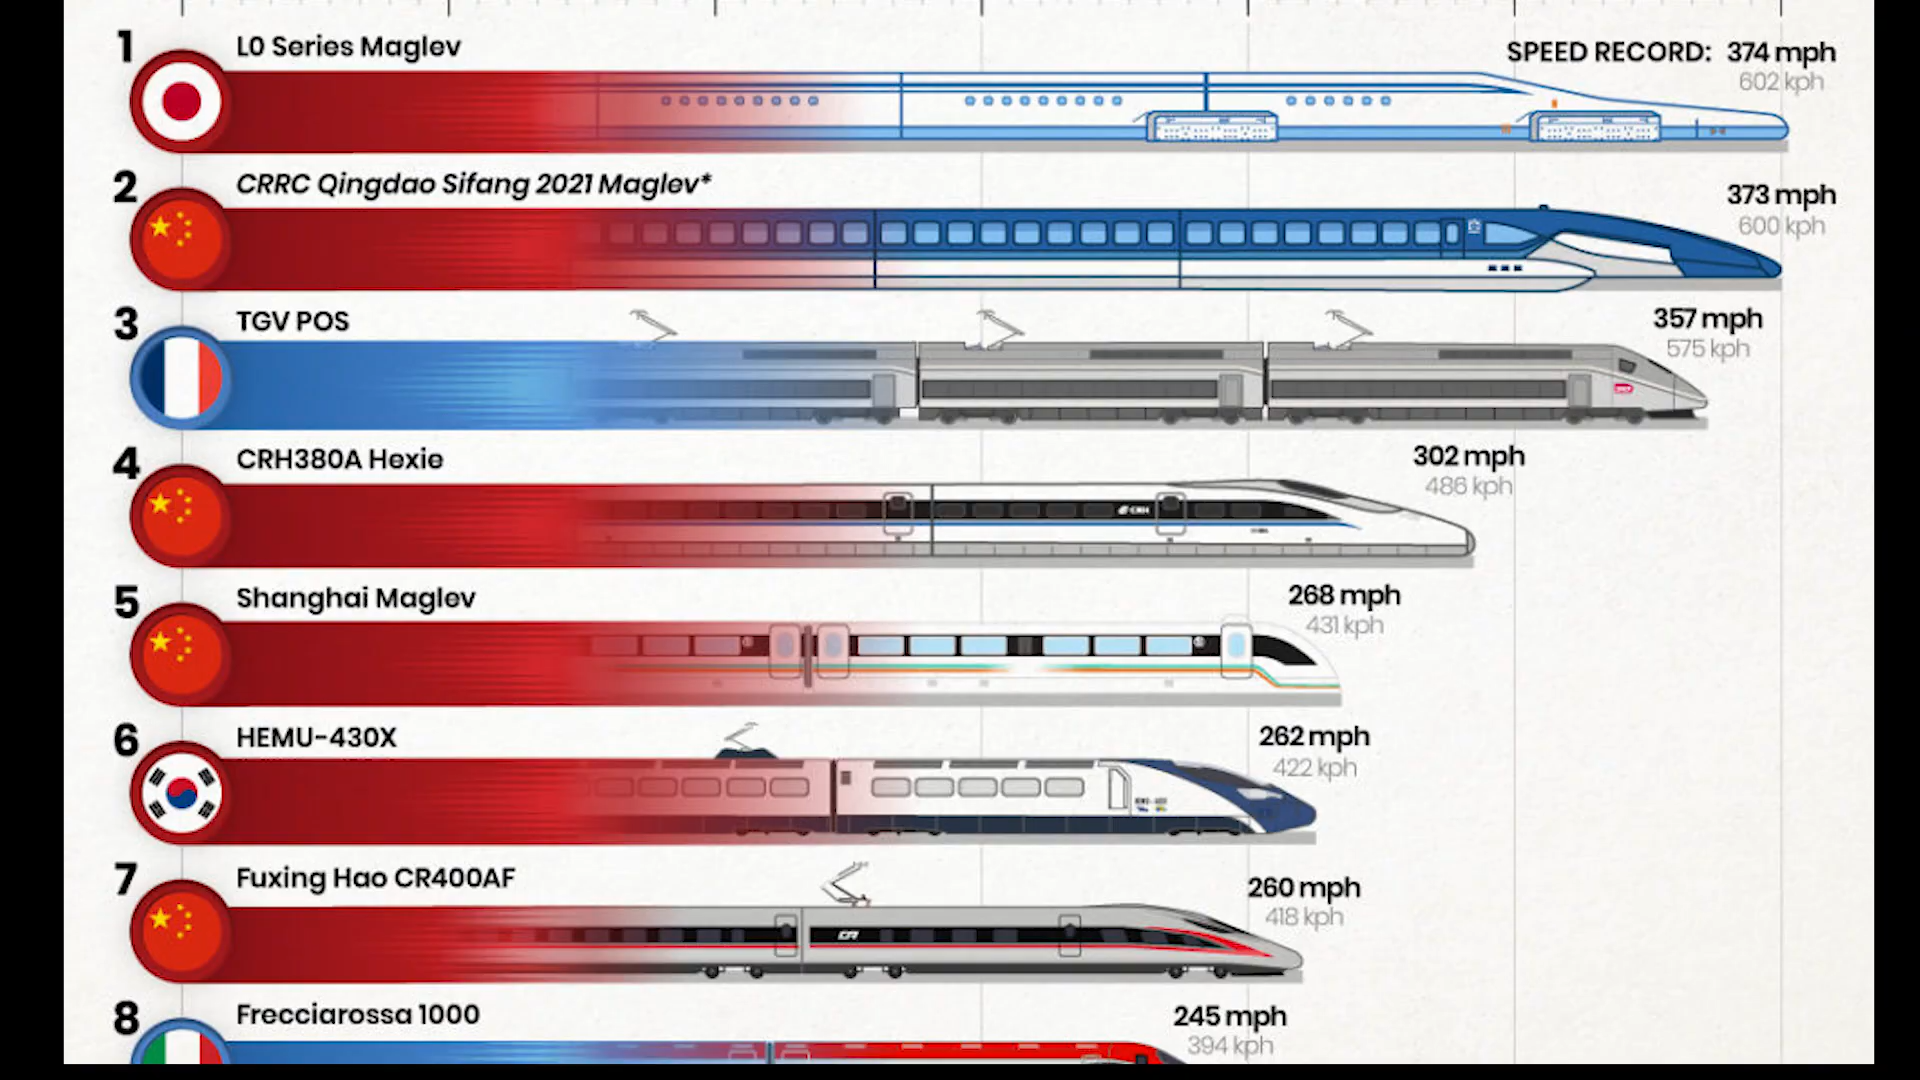 1
L0 Series Maglev
SPEED RECORD: 374 mph
602 kph
2
CRRC Qingdao Sifang 2021 Maglev*
373 mph
600 kph
3
TGV POS
357 mph
575 kph
4
CRH380A Hexie
302 mph
486 kph
CRH
5
Shanghai Maglev
268 mph
431 kph
6
HEMU-430X
262 mph
422 kph
7
Fuxing Hao CR400AF
260 mph
418 kph
CR
8
Frecciarossa 1000
245 mph
394 kph